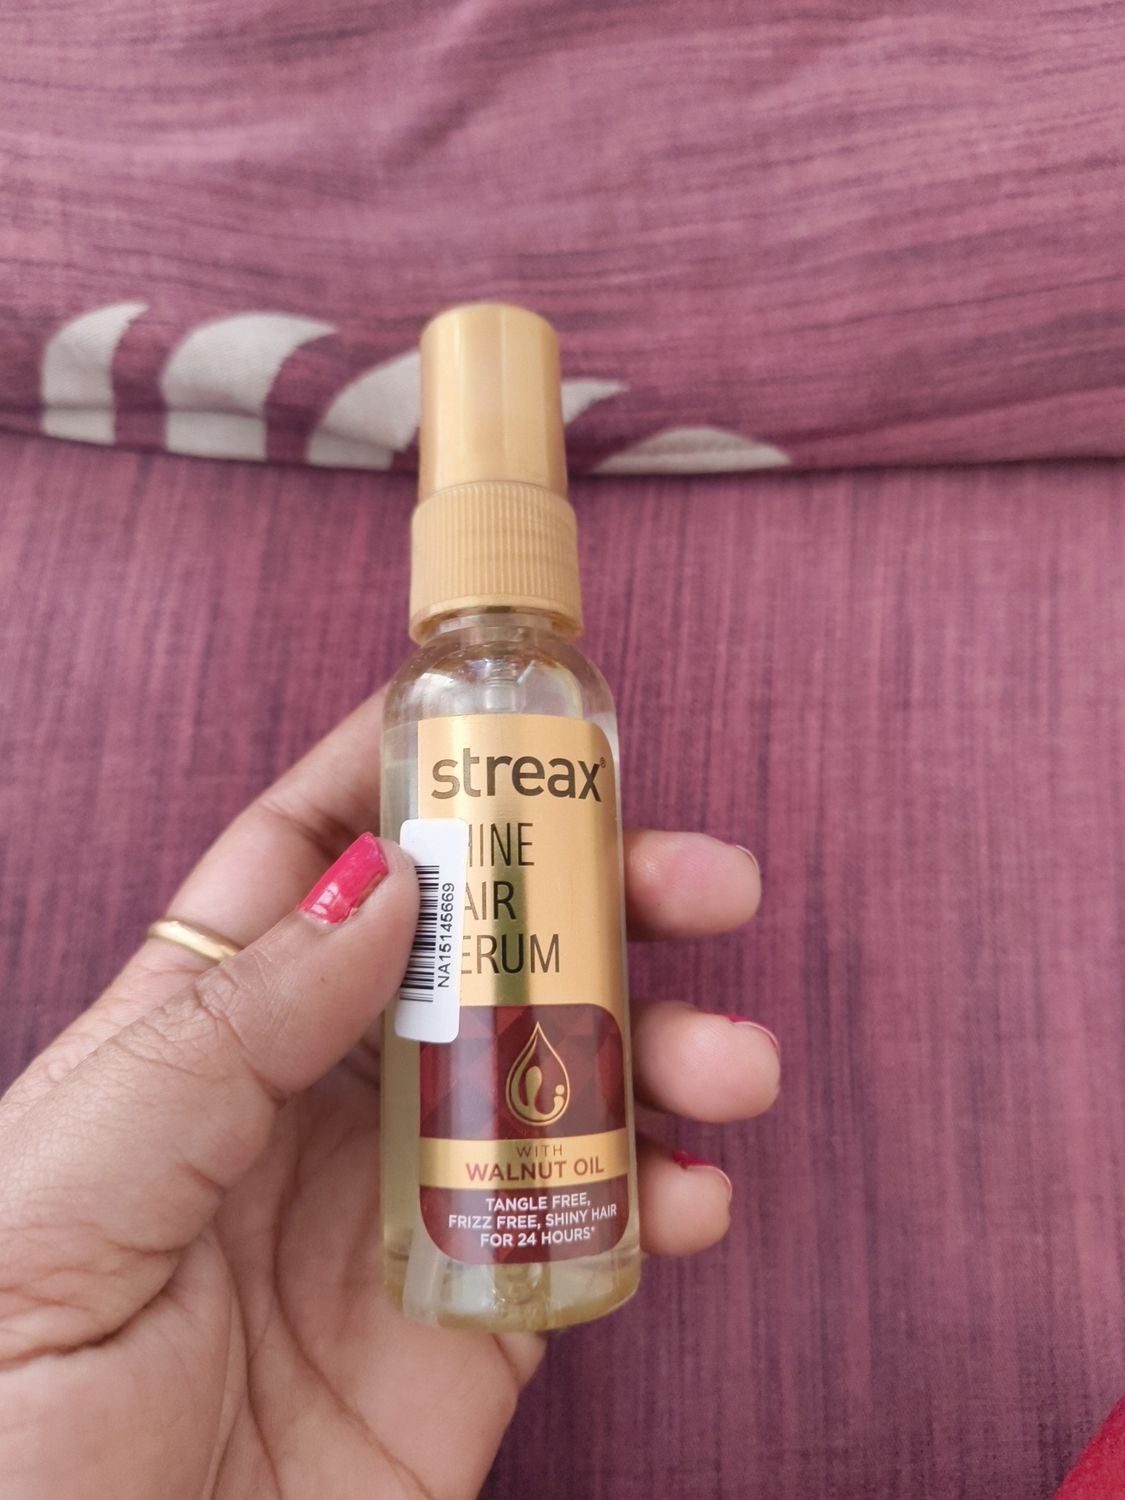 streax®
HINE
AIR
ERUM
NA15145669
WITH
WALNUT OIL
TANGLE FREE,
FRIZZ FREE, SHINY HAIR
FOR 24 HOURS*